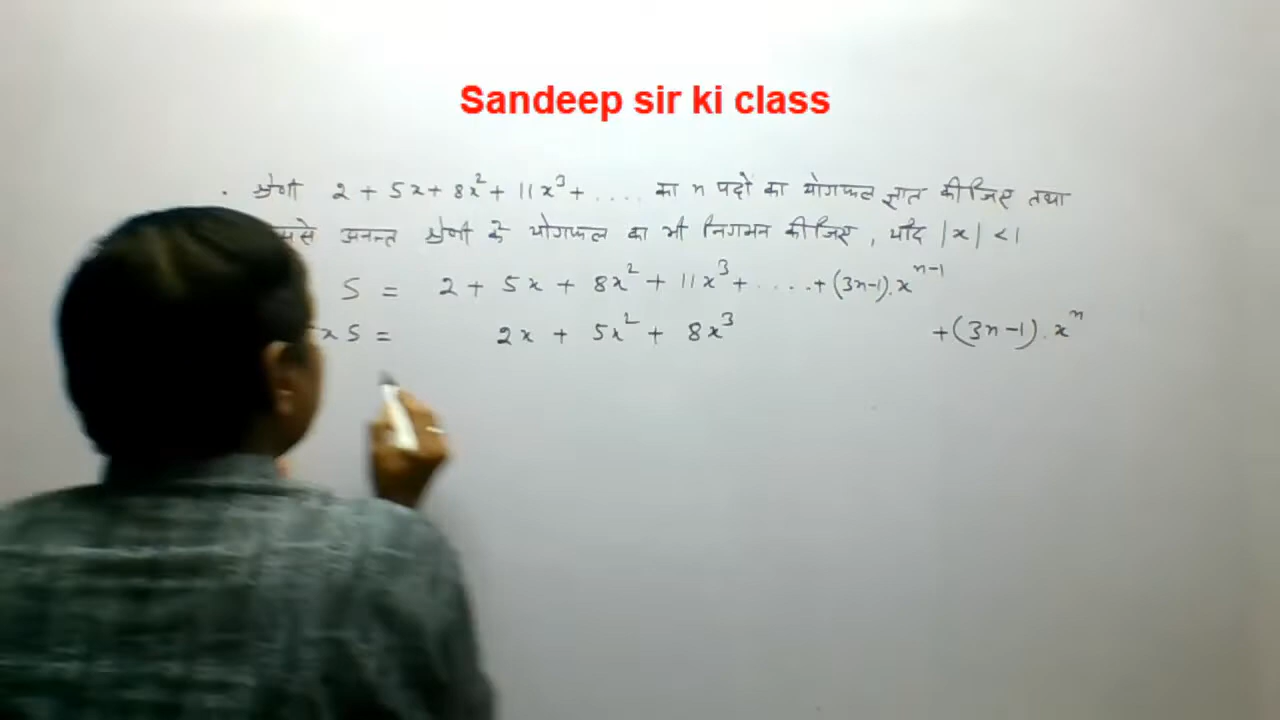 Sandeep sir ki class
. श्रेणी 2 + 5x + 8x² + 11x³ + .... का n पदों का योगफल ज्ञात कीजिए तथा
अनन्त श्रेणी के योगफल का भी निगमन कीजिए, यदि |x| < 1
S = 2 + 5x + 8x² + 11x³ + ..... + (3n-1).xⁿ⁻¹
xS = 2x + 5x² + 8x³ + (3n-1).xⁿ